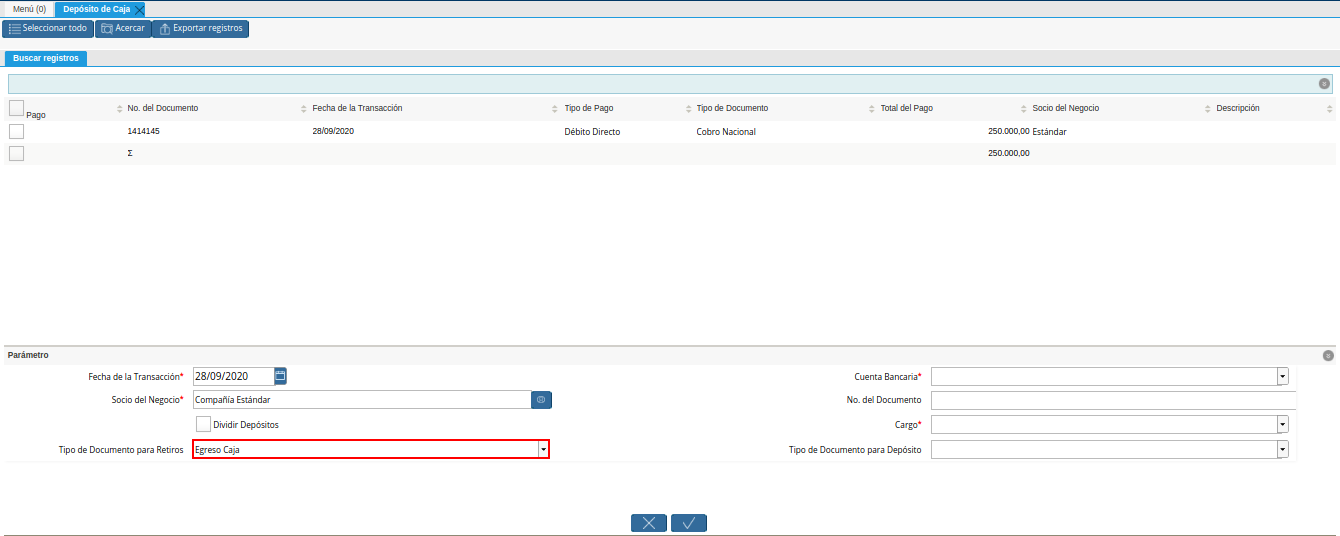 Menú (0) Depósito de Caja
Seleccionar todo Acercar Exportar registros
Buscar registros
Pago No. del Documento Fecha de la Transacción Tipo de Pago Tipo de Documento Total del Pago Socio del Negocio Descripción
1414145 28/09/2020 Débito Directo Cobro Nacional 250.000,00 Estándar
Σ 250.000,00
Parámetro
Fecha de la Transacción* 28/09/2020 Cuenta Bancaria*
Socio del Negocio* Compañía Estándar No. del Documento
Dividir Depósitos Cargo*
Tipo de Documento para Retiros Egreso Caja Tipo de Documento para Depósito